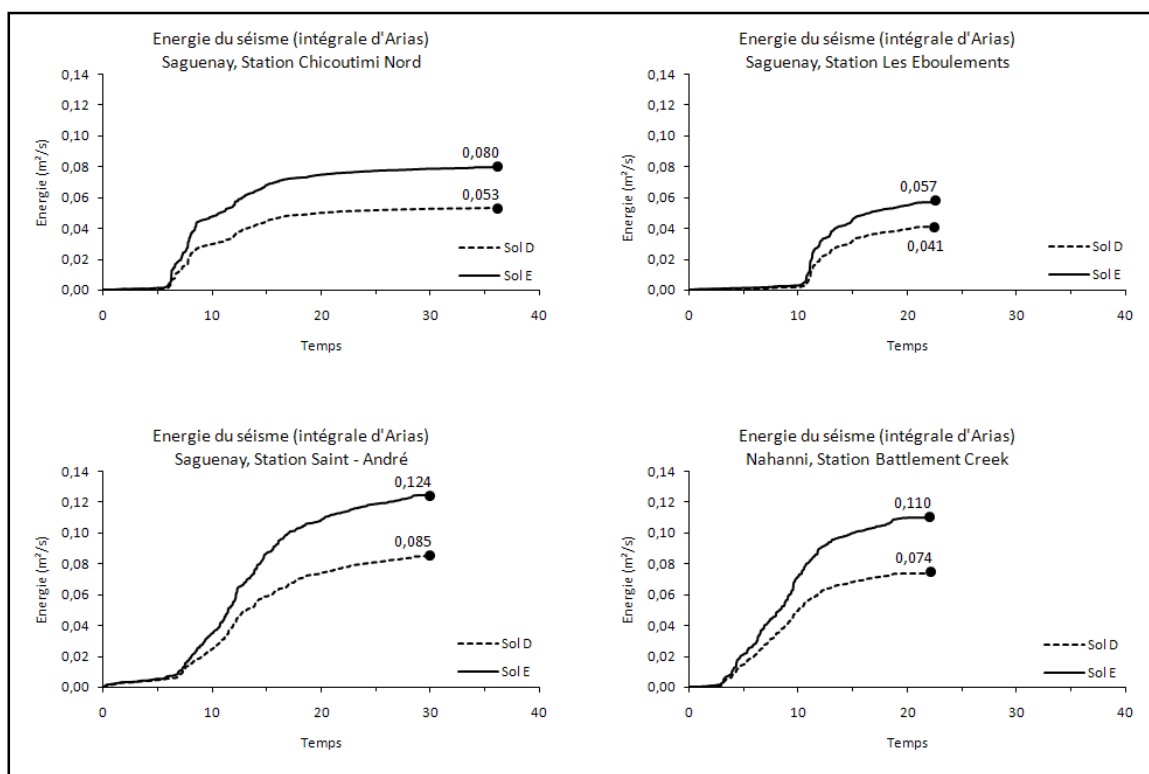 Energie du séisme (intégrale d'Arias)
Saguenay, Station Chicoutimi Nord
0,14
0,12
0,10
0,08
0,06
0,04
0,02
0,00
Energie (m²/s)
0,080
0,053
Sol D
Sol E
0
10
20
30
40
Temps
Energie du séisme (intégrale d'Arias)
Saguenay, Station Les Eboulements
0,14
0,12
0,10
0,08
0,06
0,04
0,02
0,00
Energie (m²/s)
0,057
0,041
Sol D
Sol E
0
10
20
30
40
Temps
Energie du séisme (intégrale d'Arias)
Saguenay, Station Saint - André
0,14
0,12
0,10
0,08
0,06
0,04
0,02
0,00
Energie (m²/s)
0,124
0,085
Sol D
Sol E
0
10
20
30
40
Temps
Energie du séisme (intégrale d'Arias)
Nahanni, Station Battlement Creek
0,14
0,12
0,10
0,08
0,06
0,04
0,02
0,00
Energie (m²/s)
0,110
0,074
Sol D
Sol E
0
10
20
30
40
Temps